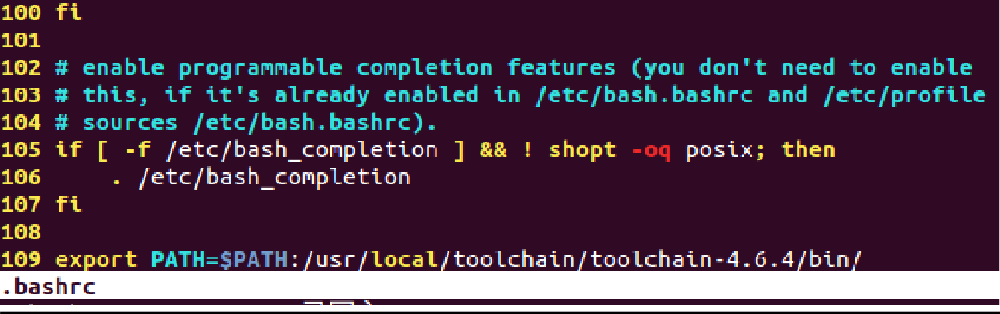 100 fi
101
102 # enable programmable completion features (you don't need to enable
103 # this, if it's already enabled in /etc/bash.bashrc and /etc/profile
104 # sources /etc/bash.bashrc).
105 if [ -f /etc/bash_completion ] && ! shopt -oq posix; then
106     . /etc/bash_completion
107 fi
108
109 export PATH=$PATH:/usr/local/toolchain/toolchain-4.6.4/bin/
.bashrc